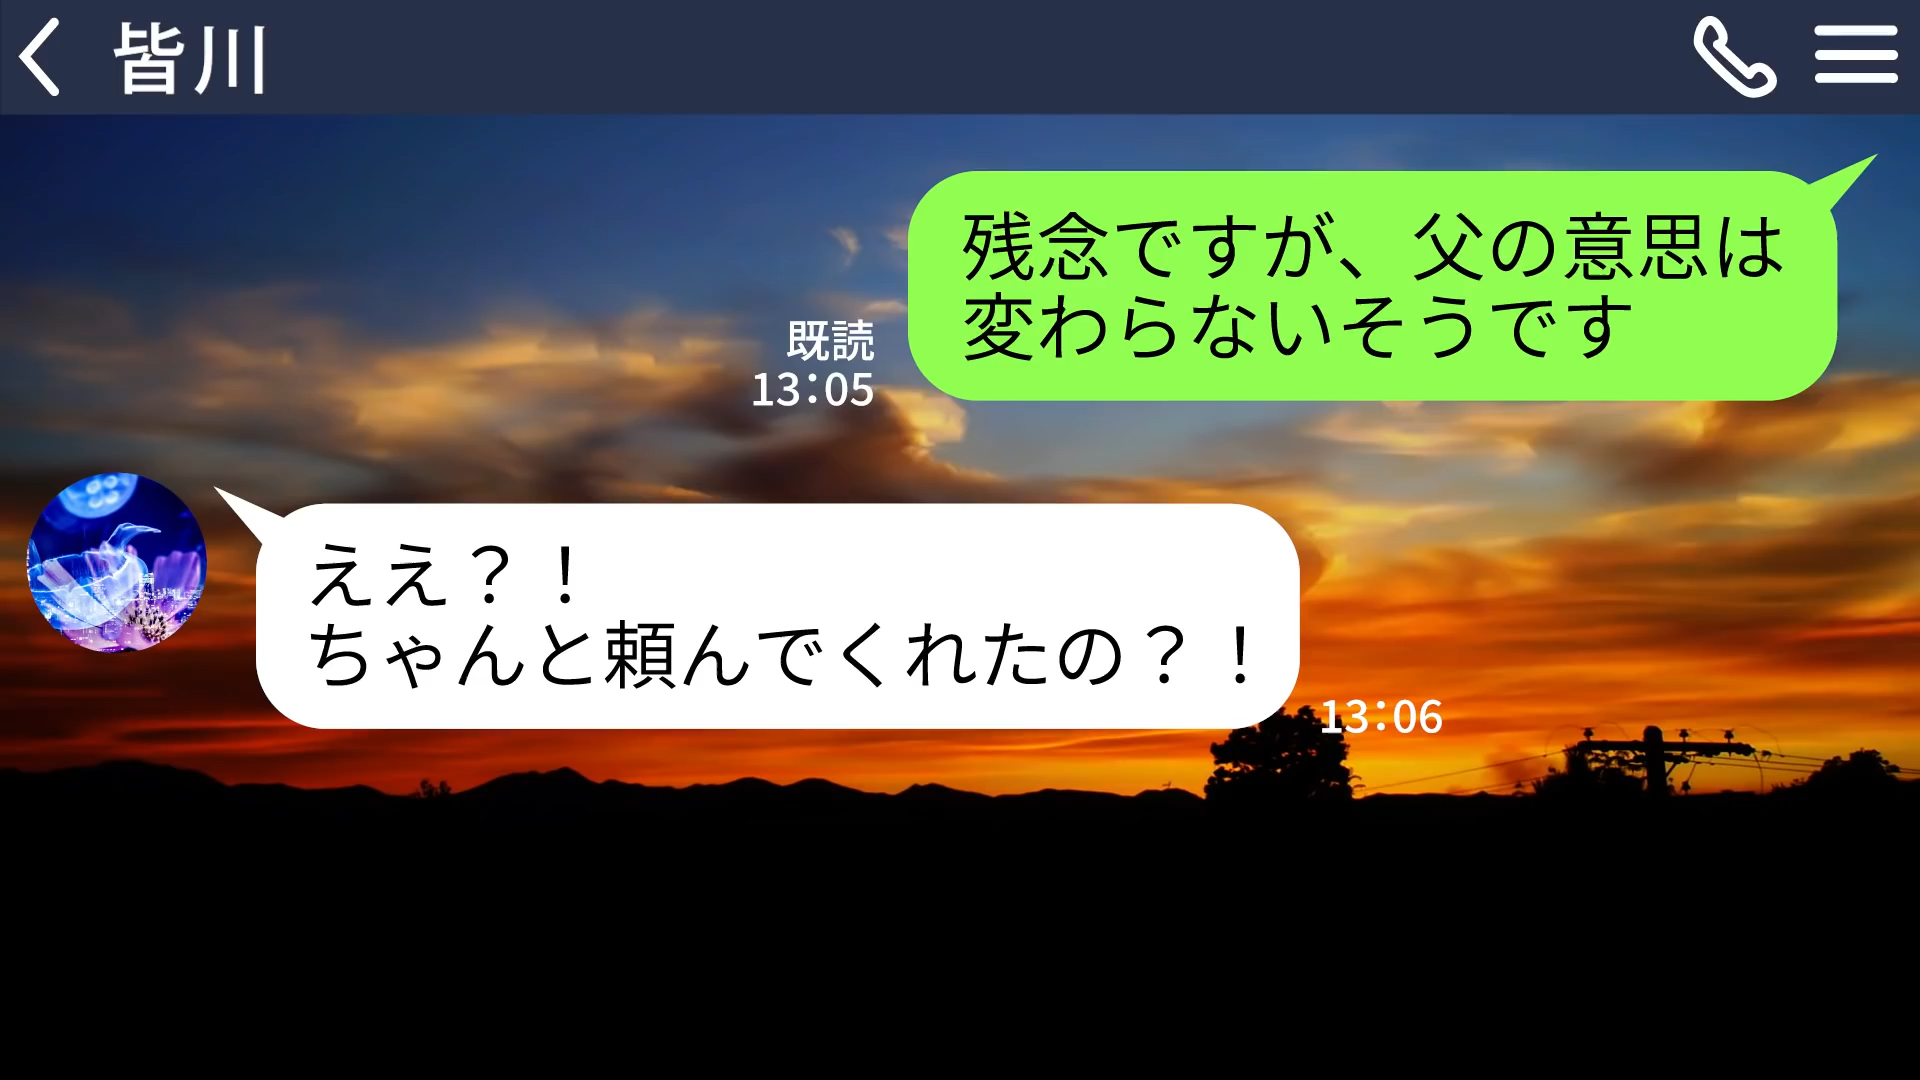 皆川
残念ですが、父の意思は
変わらないそうです
既読
13:05
ええ？！
ちゃんと頼んでくれたの？！
13:06